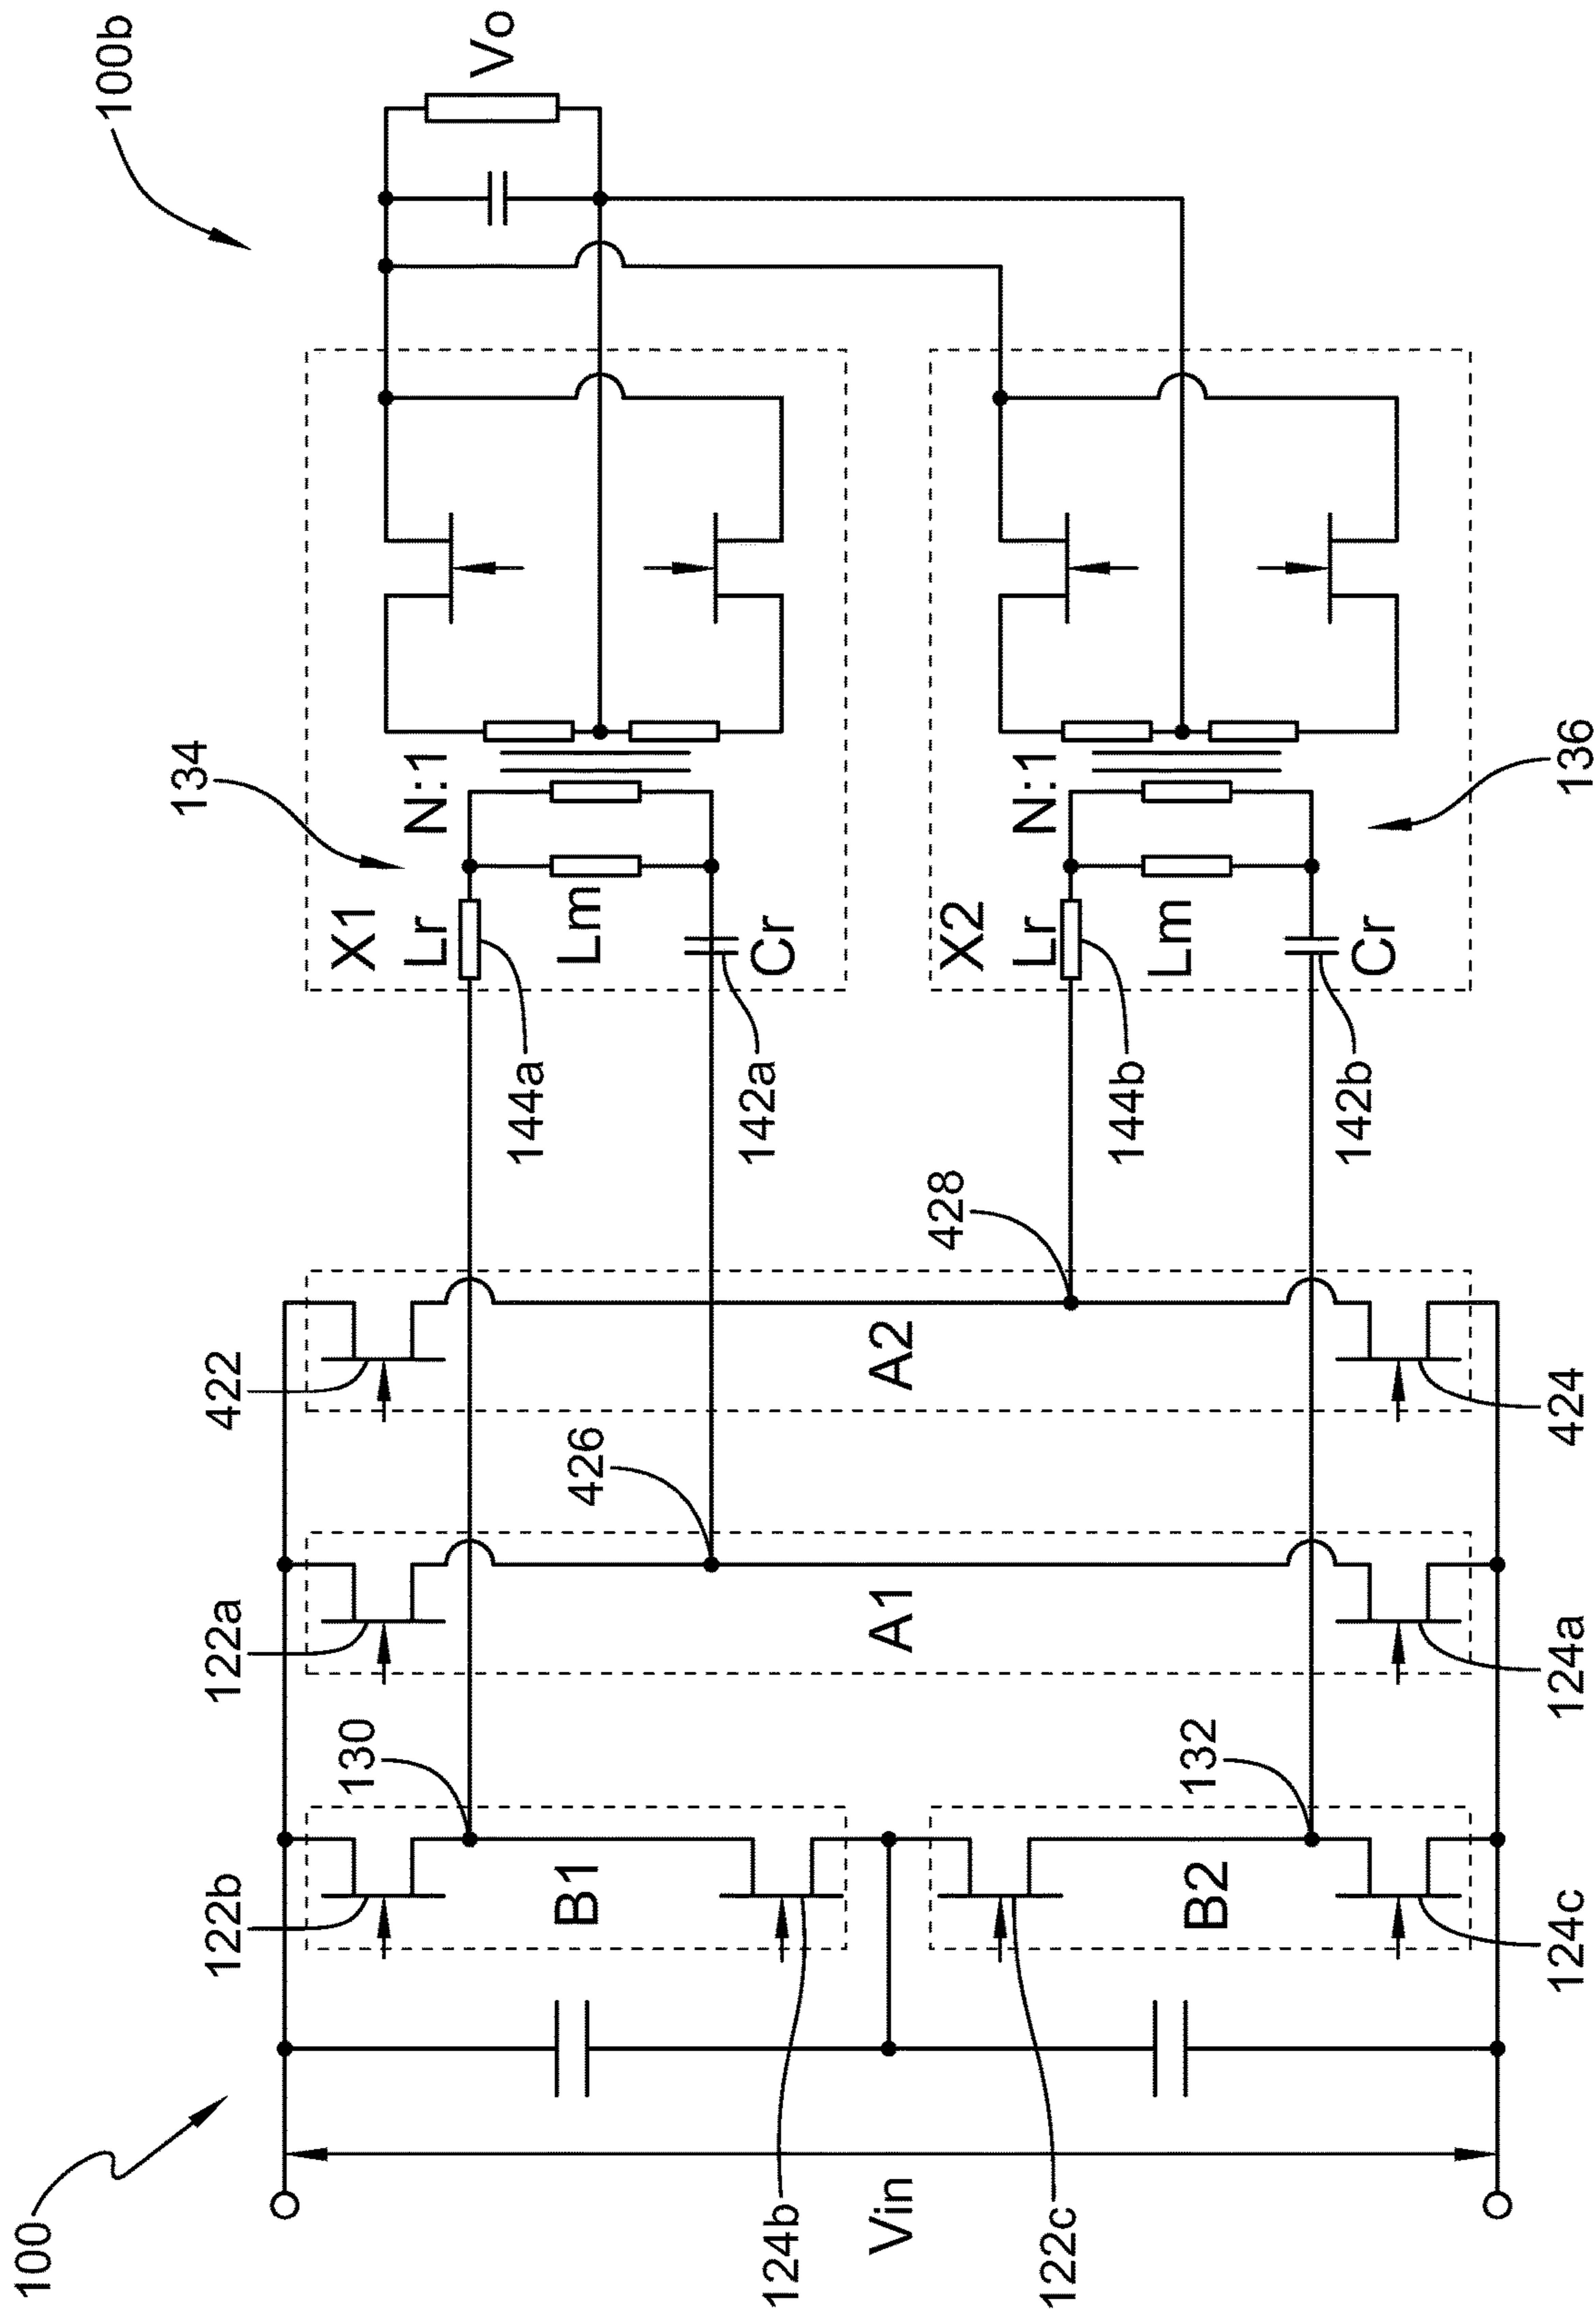 100
100b
Vin
122b
B1
124b
122c
B2
124c
130
132
122a
A1
124a
426
422
A2
424
428
144a
142a
144b
142b
X1
Lr
Lm
Cr
N:1
134
X2
Lr
Lm
Cr
N:1
136
Vo